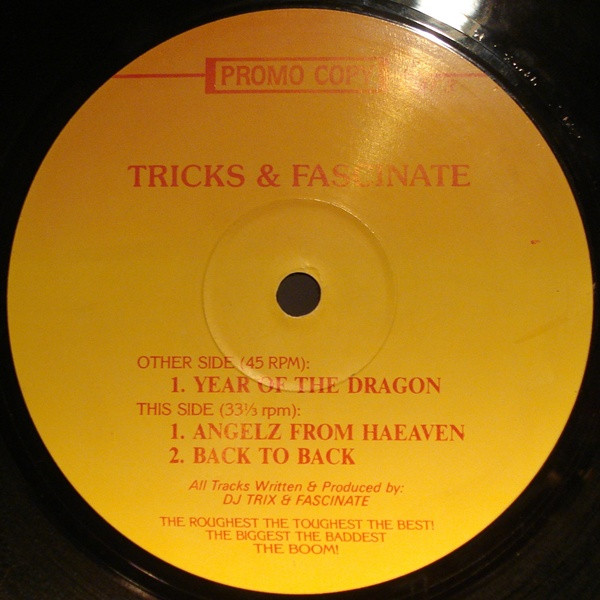 PROMO COPY
TRICKS & FASCINATE
OTHER SIDE (45 RPM):
1. YEAR OF THE DRAGON
THIS SIDE (33⅓ rpm):
1. ANGELZ FROM HAEAVEN
2. BACK TO BACK
All Tracks Written & Produced by:
DJ TRIX & FASCINATE
THE ROUGHEST THE TOUGHEST THE BEST!
THE BIGGEST THE BADDEST
THE BOOM!